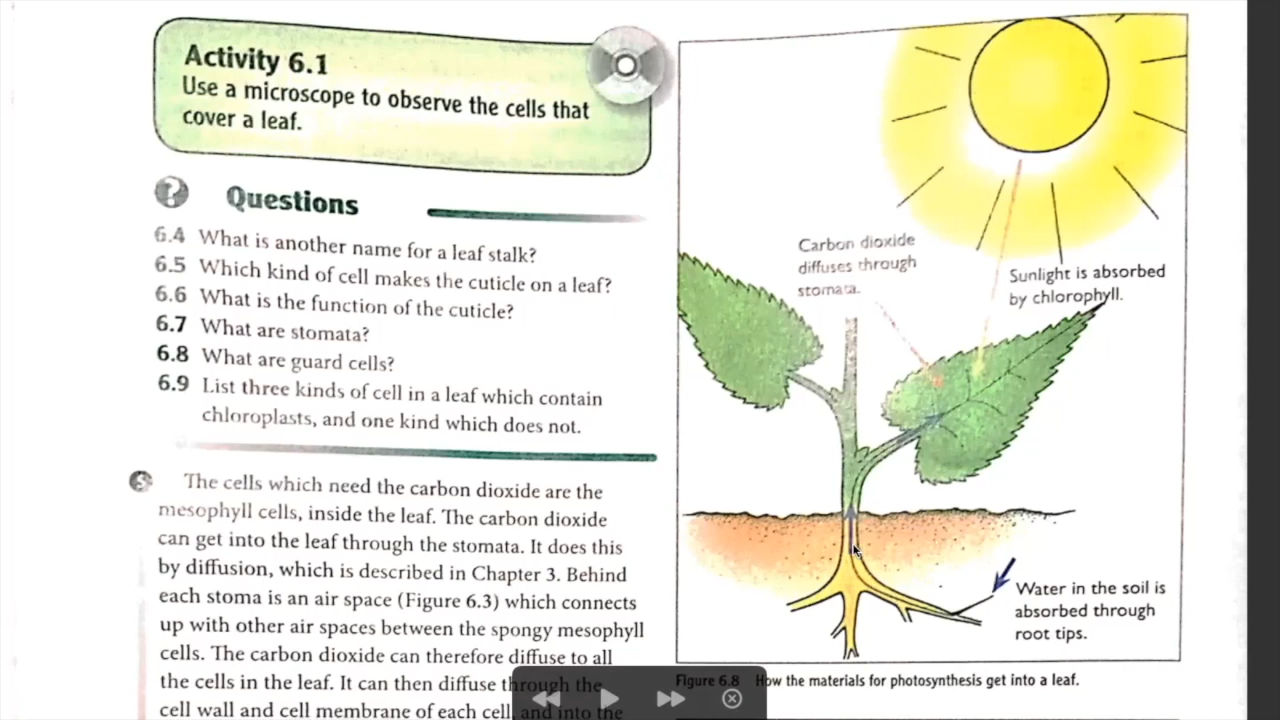 Activity 6.1
Use a microscope to observe the cells that
cover a leaf.
? Questions
6.4 What is another name for a leaf stalk?
6.5 Which kind of cell makes the cuticle on a leaf?
6.6 What is the function of the cuticle?
6.7 What are stomata?
6.8 What are guard cells?
6.9 List three kinds of cell in a leaf which contain
chloroplasts, and one kind which does not.
S The cells which need the carbon dioxide are the
mesophyll cells, inside the leaf. The carbon dioxide
can get into the leaf through the stomata. It does this
by diffusion, which is described in Chapter 3. Behind
each stoma is an air space (Figure 6.3) which connects
up with other air spaces between the spongy mesophyll
cells. The carbon dioxide can therefore diffuse to all
the cells in the leaf. It can then diffuse through the
cell wall and cell membrane of each cell, and into the
Carbon dioxide
diffuses through
stomata.
Sunlight is absorbed
by chlorophyll.
Water in the soil is
absorbed through
root tips.
Figure 6.8 How the materials for photosynthesis get into a leaf.